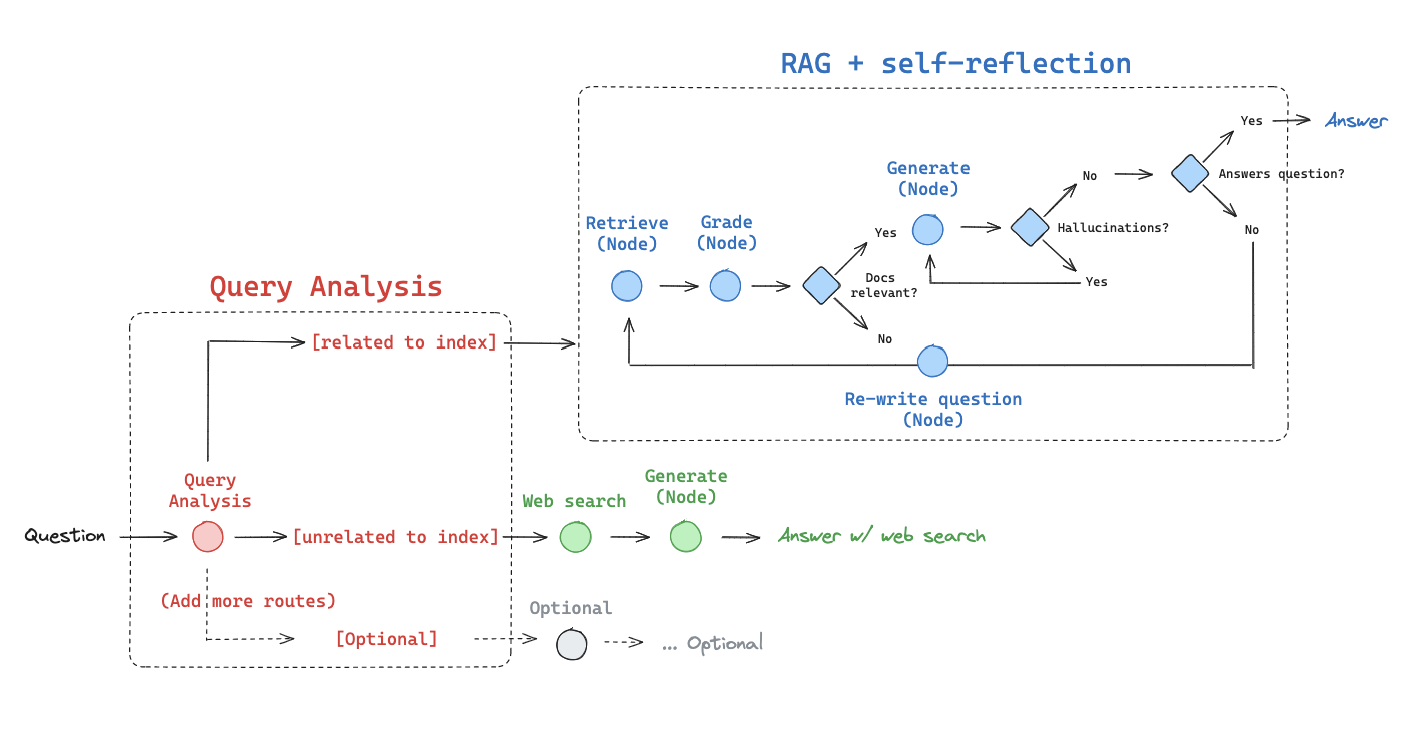 RAG + self-reflection
Yes
Answer
Answers question?
No
Generate
(Node)
No
Hallucinations?
Yes
Retrieve
(Node)
Grade
(Node)
Yes
Docs
relevant?
No
Re-write question
(Node)
Query Analysis
[related to index]
Query
Analysis
Question
[unrelated to index]
Web search
Generate
(Node)
Answer w/ web search
(Add more routes)
[Optional]
Optional
... Optional